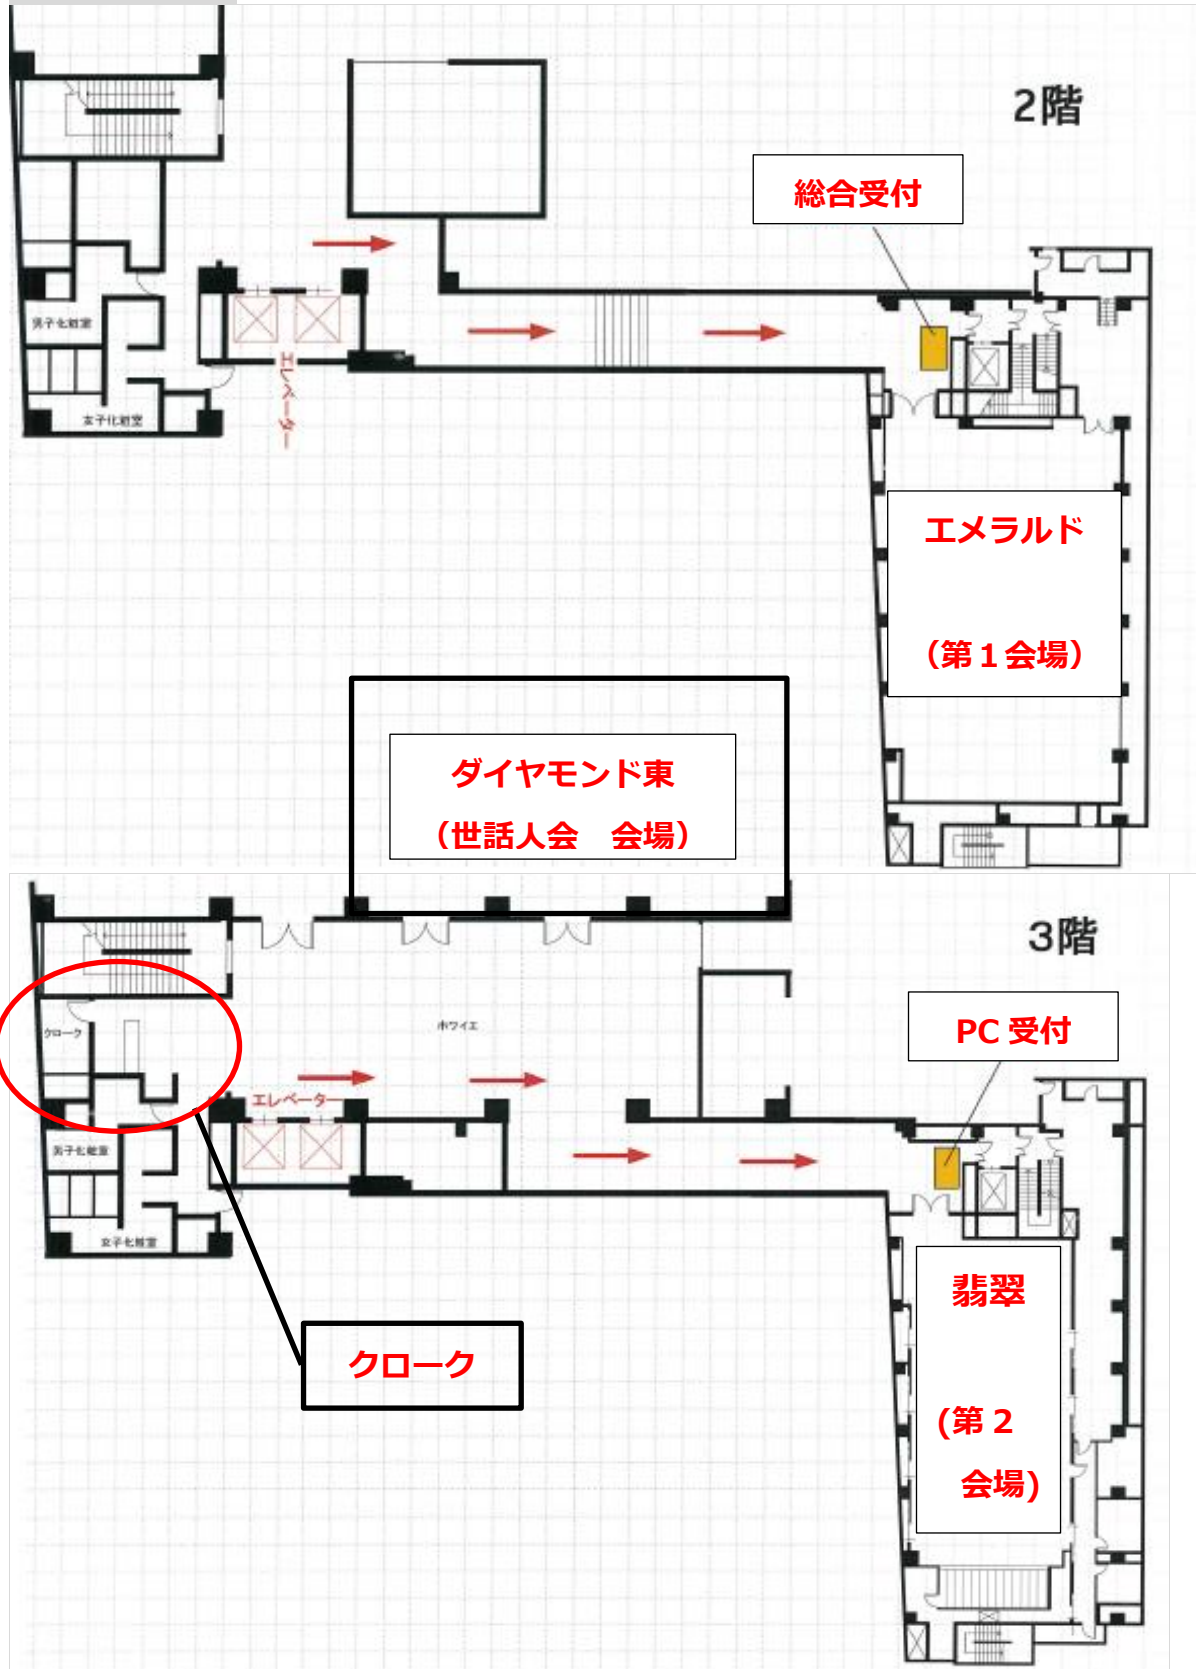 2階
総合受付
男子化粧室
エレベーター
女子化粧室
エメラルド
（第１会場）
ダイヤモンド東
（世話人会　会場）
3階
クローク
ホワイエ
PC 受付
エレベーター
男子化粧室
女子化粧室
翡翠
(第２
会場)
クローク